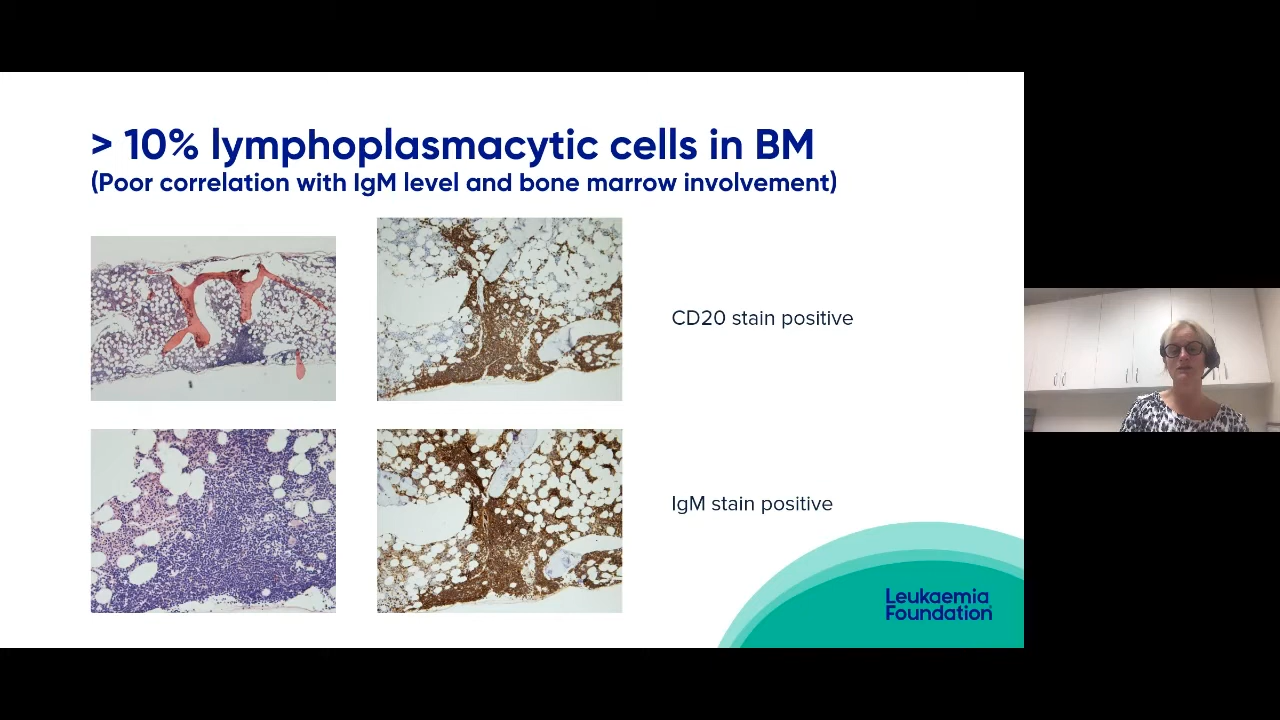 > 10% lymphoplasmacytic cells in BM
(Poor correlation with IgM level and bone marrow involvement)
CD20 stain positive
IgM stain positive
Leukaemia
Foundation